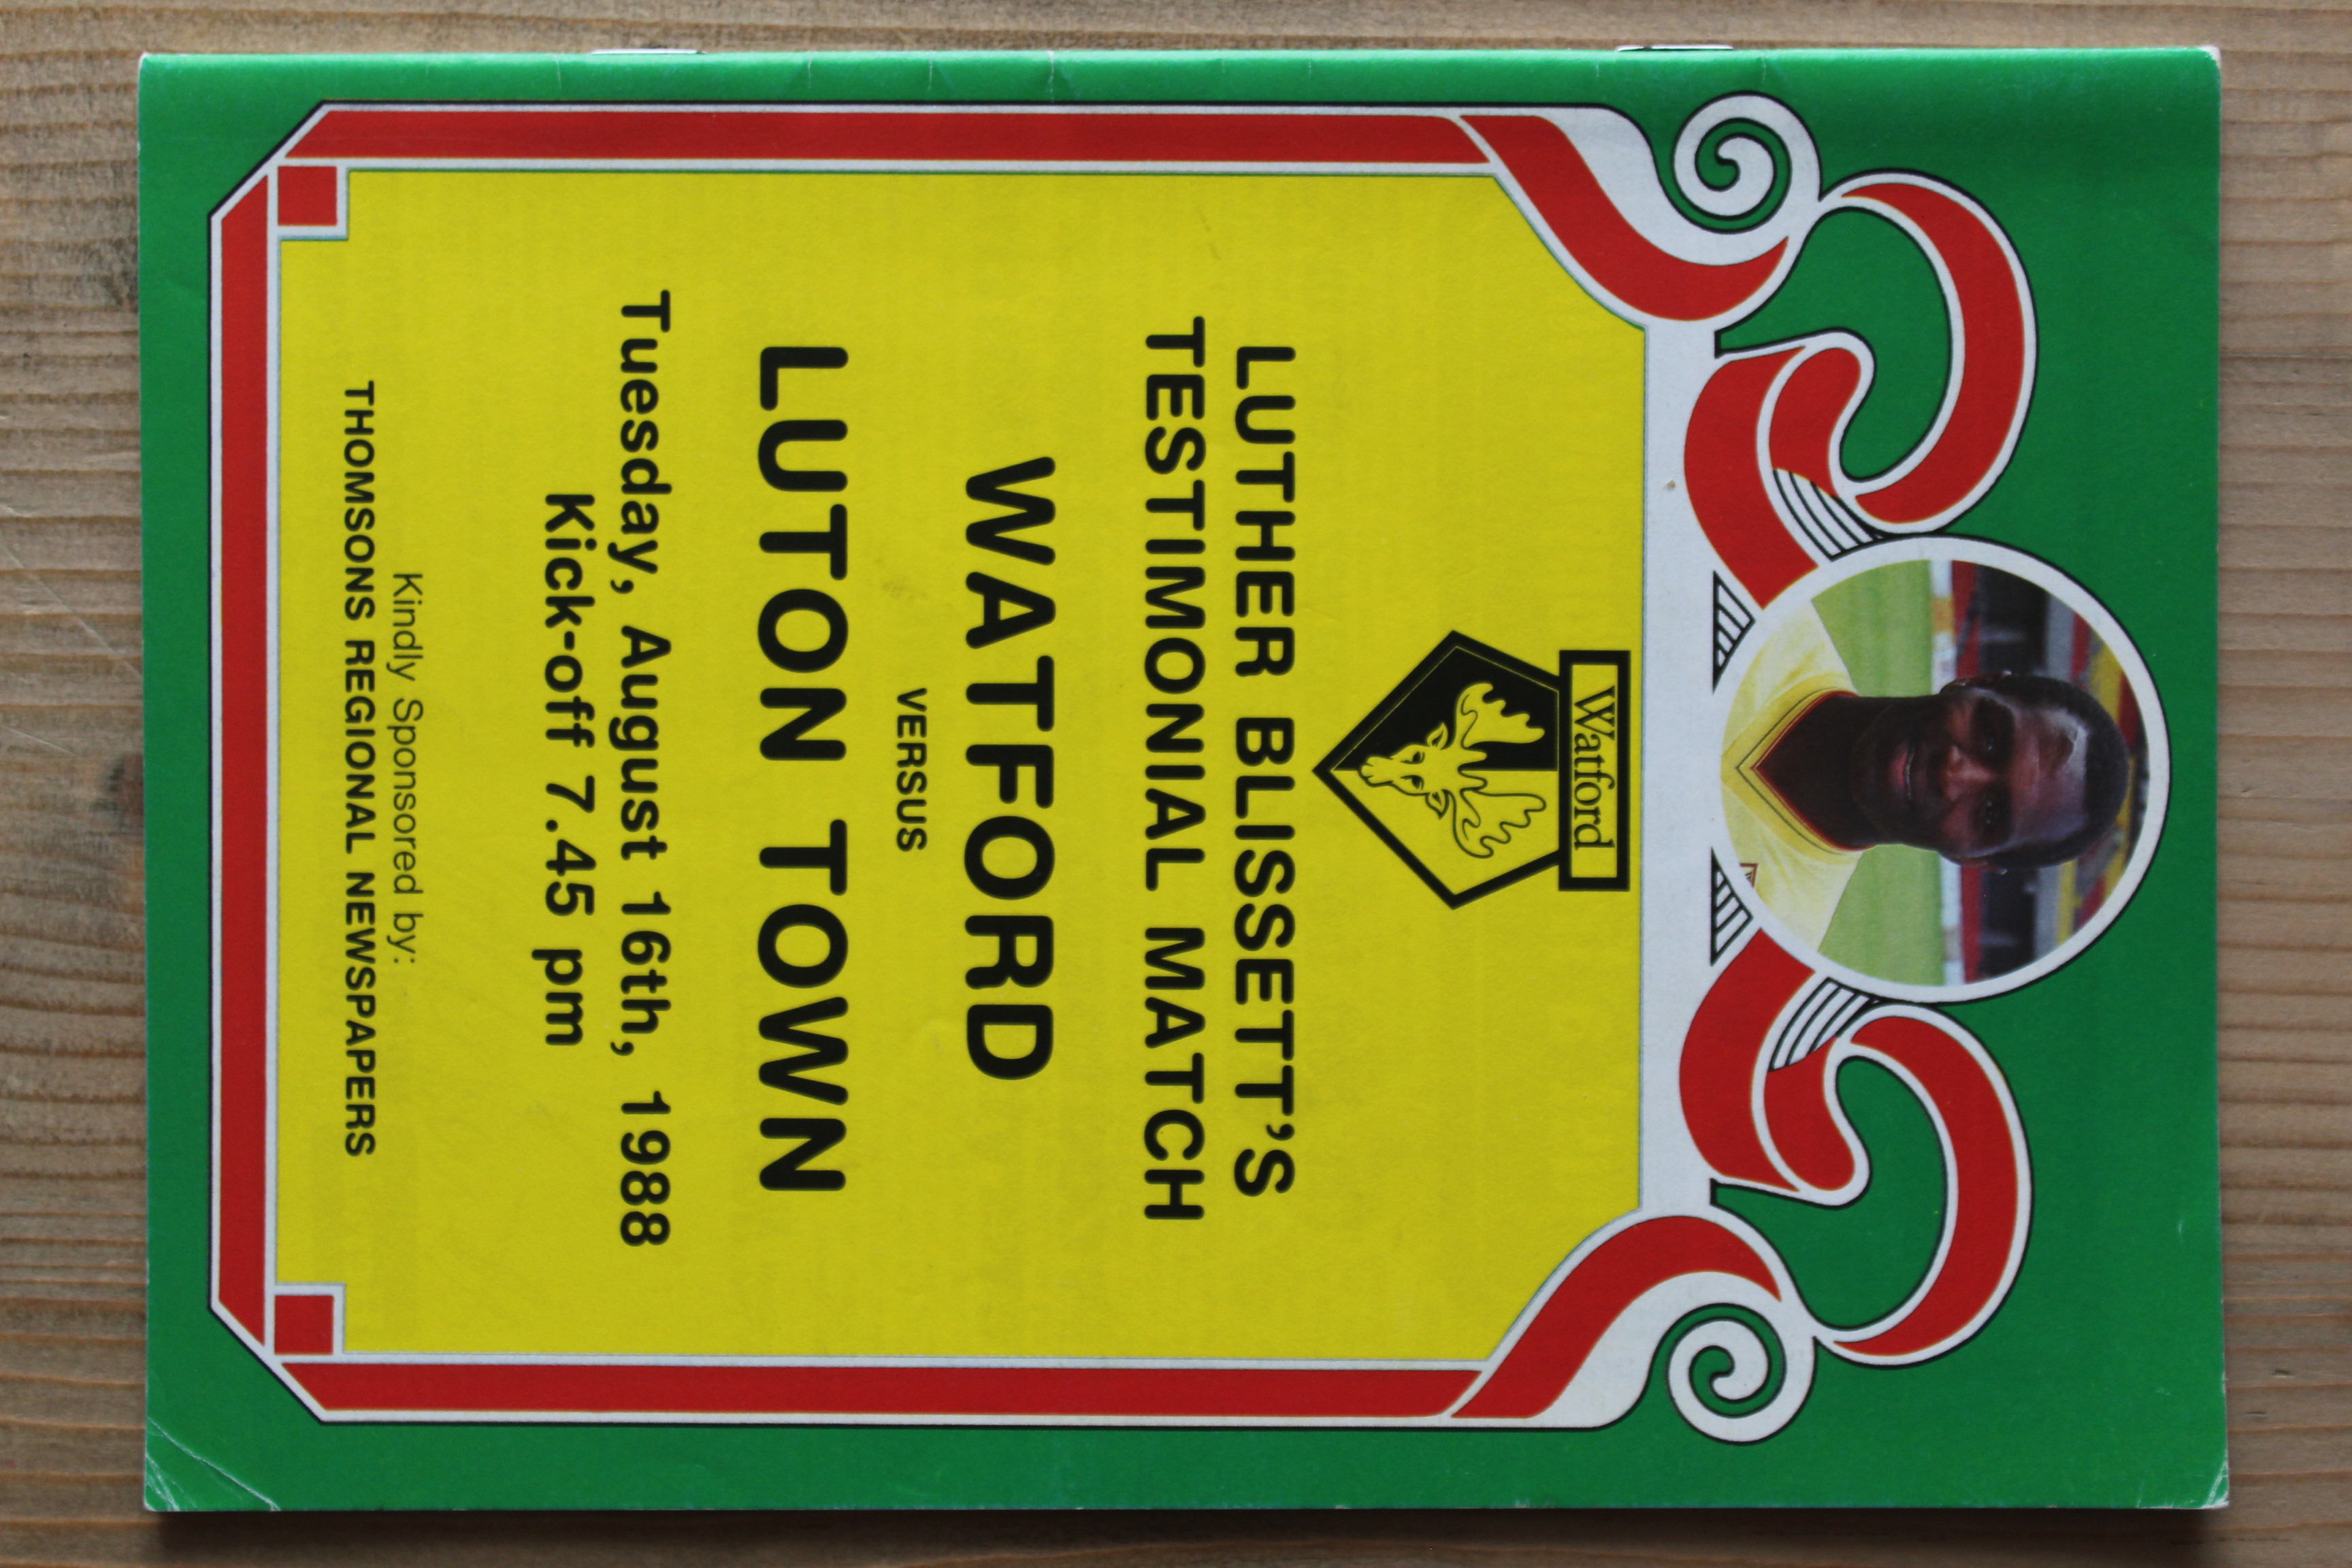 Watford
LUTHER BLISSETT'S
TESTIMONIAL MATCH
WATFORD
VERSUS
LUTON TOWN
Tuesday, August 16th, 1988
Kick-off 7.45 pm
Kindly Sponsored by:
THOMSONS REGIONAL NEWSPAPERS